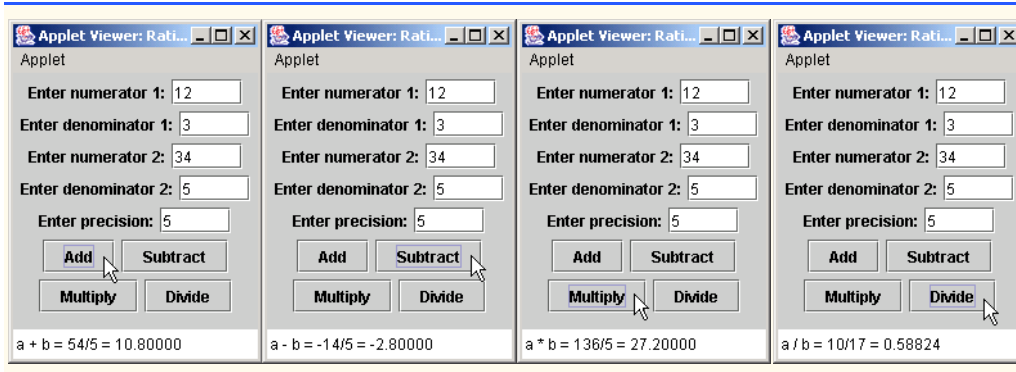 Applet Viewer: Rati...
Applet
Enter numerator 1: 12
Enter denominator 1: 3
Enter numerator 2: 34
Enter denominator 2: 5
Enter precision: 5
Add Subtract
Multiply Divide
a + b = 54/5 = 10.80000
Applet Viewer: Rati...
Applet
Enter numerator 1: 12
Enter denominator 1: 3
Enter numerator 2: 34
Enter denominator 2: 5
Enter precision: 5
Add Subtract
Multiply Divide
a - b = -14/5 = -2.80000
Applet Viewer: Rati...
Applet
Enter numerator 1: 12
Enter denominator 1: 3
Enter numerator 2: 34
Enter denominator 2: 5
Enter precision: 5
Add Subtract
Multiply Divide
a * b = 136/5 = 27.20000
Applet Viewer: Rati...
Applet
Enter numerator 1: 12
Enter denominator 1: 3
Enter numerator 2: 34
Enter denominator 2: 5
Enter precision: 5
Add Subtract
Multiply Divide
a / b = 10/17 = 0.58824